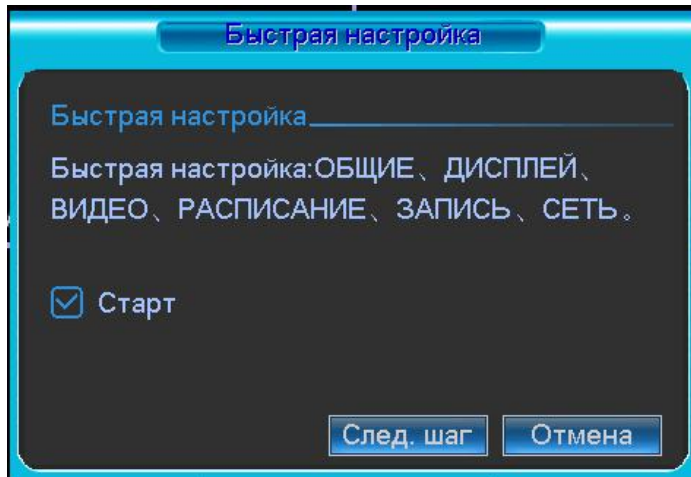 Быстрая настройка
Быстрая настройка
Быстрая настройка:ОБЩИЕ、ДИСПЛЕЙ、
ВИДЕО、РАСПИСАНИЕ、ЗАПИСЬ、СЕТЬ。
Старт
След. шаг Отмена